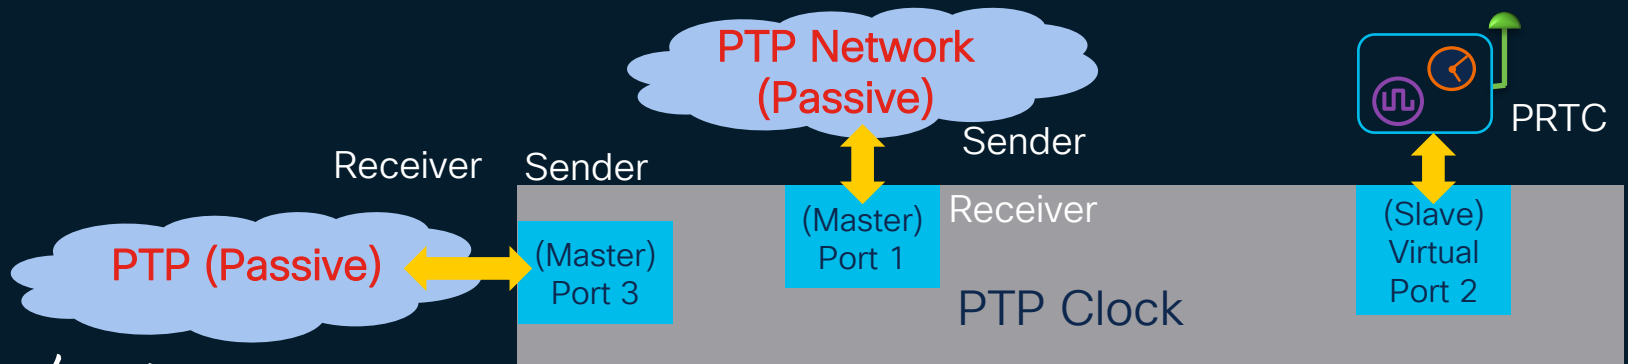 PTP Network
(Passive)
PRTC
Sender
Receiver
Sender
(Master)
Port 1
Receiver
(Slave)
Virtual
Port 2
PTP (Passive)
(Master)
Port 3
PTP Clock